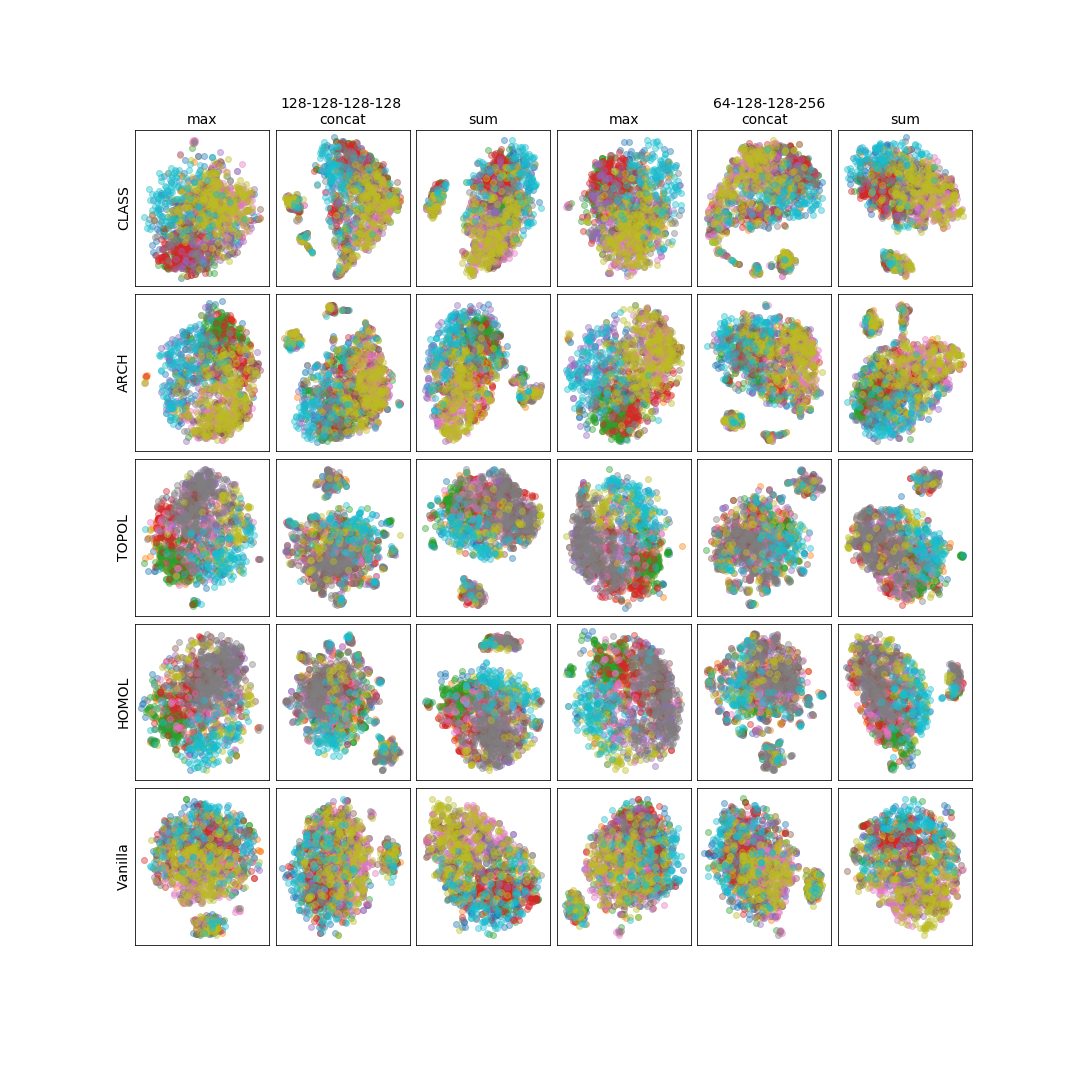 128-128-128-128
64-128-128-256
max
concat
sum
max
concat
sum
CLASS
ARCH
TOPOL
HOMOL
Vanilla